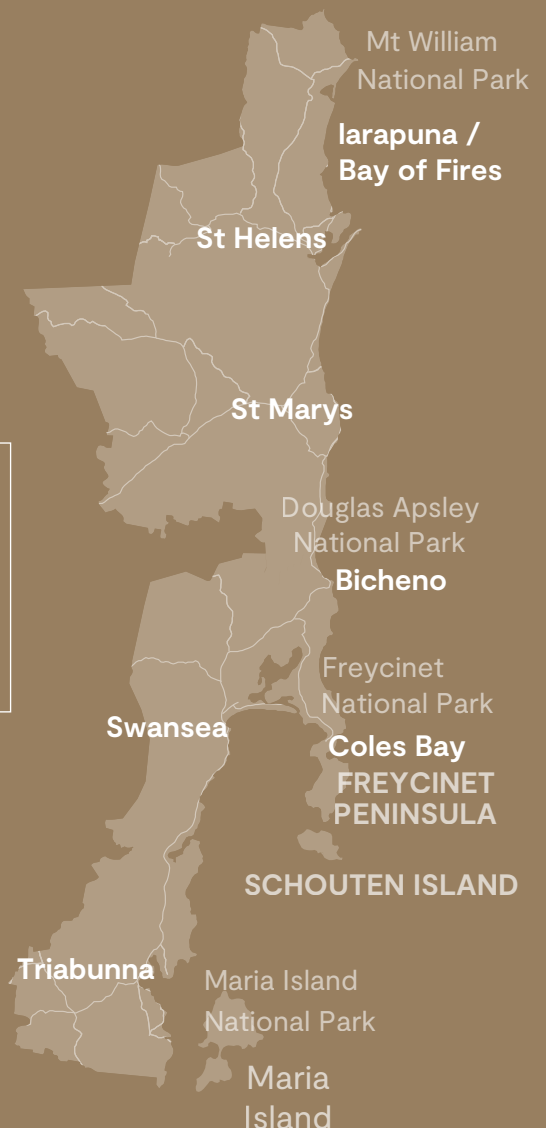 Mt William
National Park
larapuna /
Bay of Fires
St Helens
St Marys
Douglas Apsley
National Park
Bicheno
Freycinet
National Park
Swansea
Coles Bay
FREYCINET
PENINSULA
SCHOUTEN ISLAND
Triabunna
Maria Island
National Park
Maria
Island